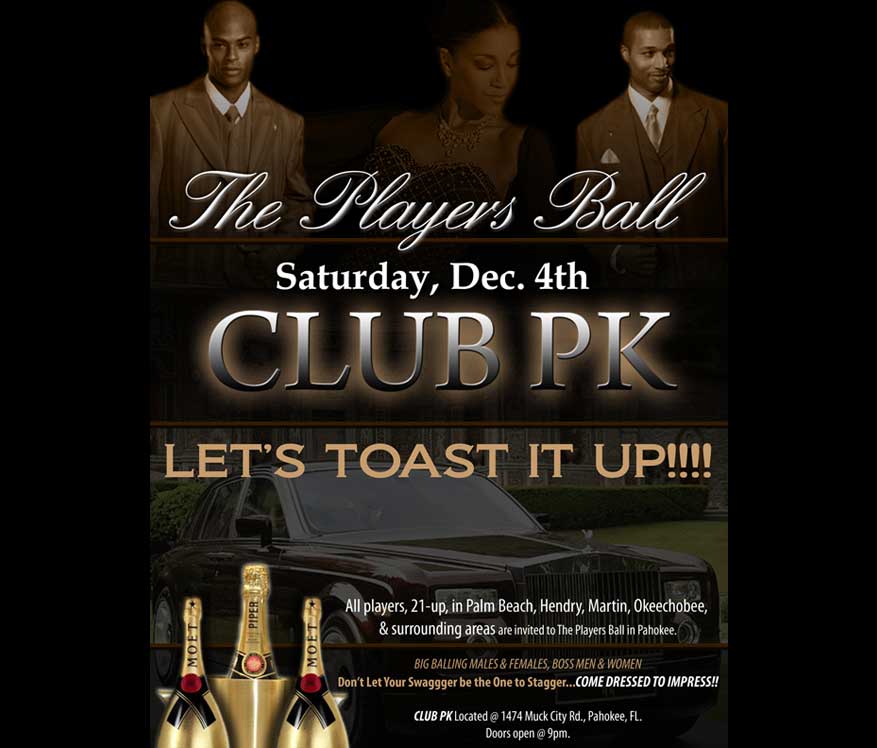 The Players Ball
Saturday, Dec. 4th
CLUB PK
LET'S TOAST IT UP!!!!
All players, 21-up, in Palm Beach, Hendry, Martin, Okeechobee,
& surrounding areas are invited to The Players Ball in Pahokee.
BIG BALLING MALES & FEMALES, BOSS MEN & WOMEN
Don't Let Your Swaggger be the One to Stagger...COME DRESSED TO IMPRESS!!
CLUB PK Located @ 1474 Muck City Rd., Pahokee, FL.
Doors open @ 9pm.
MOËT
PIPER
MOËT